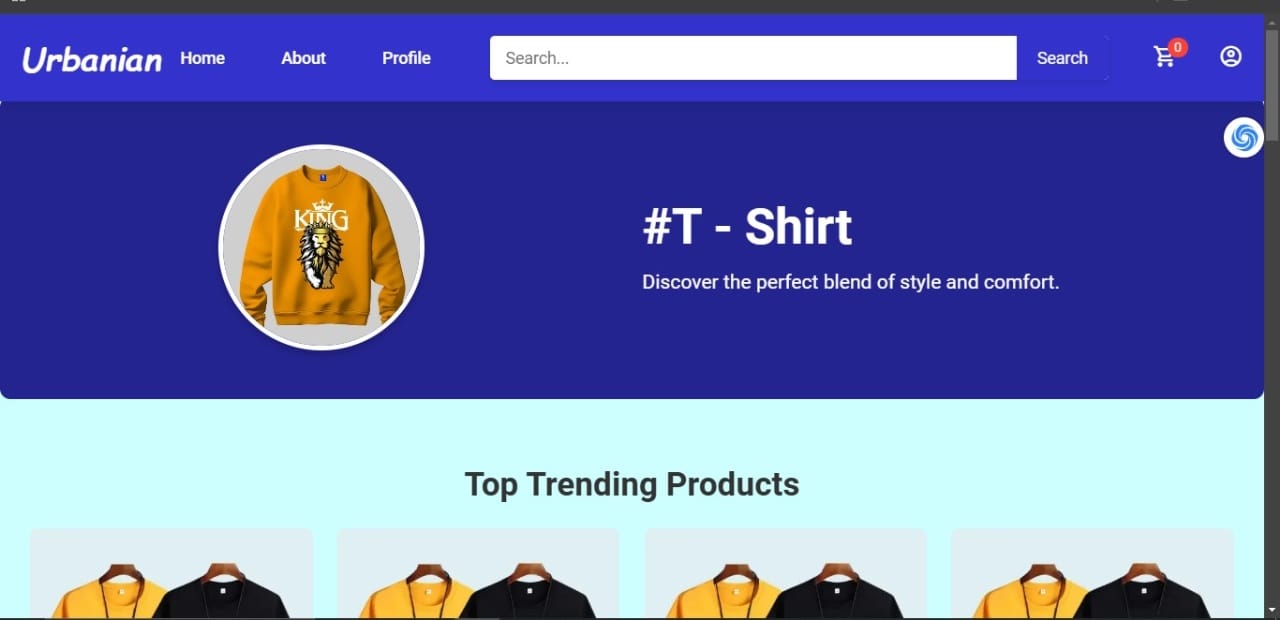 Urbanian Home About Profile Search... Search 0
KING
#T - Shirt
Discover the perfect blend of style and comfort.
Top Trending Products